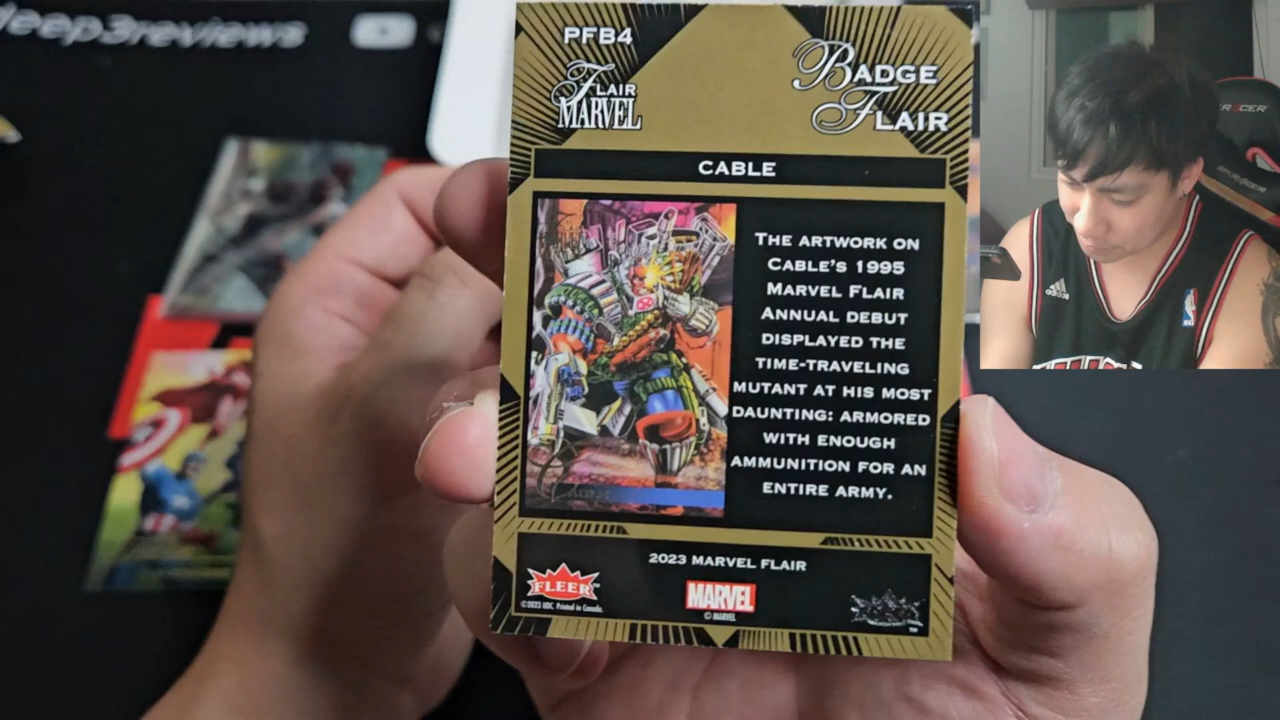 eep3reviews
PFB4
FLAIR
MARVEL
BADGE
FLAIR
CABLE
THE ARTWORK ON
CABLE'S 1995
MARVEL FLAIR
ANNUAL DEBUT
DISPLAYED THE
TIME-TRAVELING
MUTANT AT HIS MOST
DAUNTING: ARMORED
WITH ENOUGH
AMMUNITION FOR AN
ENTIRE ARMY.
2023 MARVEL FLAIR
FLEER
©2023 UDC. Printed in Canada.
MARVEL
© MARVEL
adidas